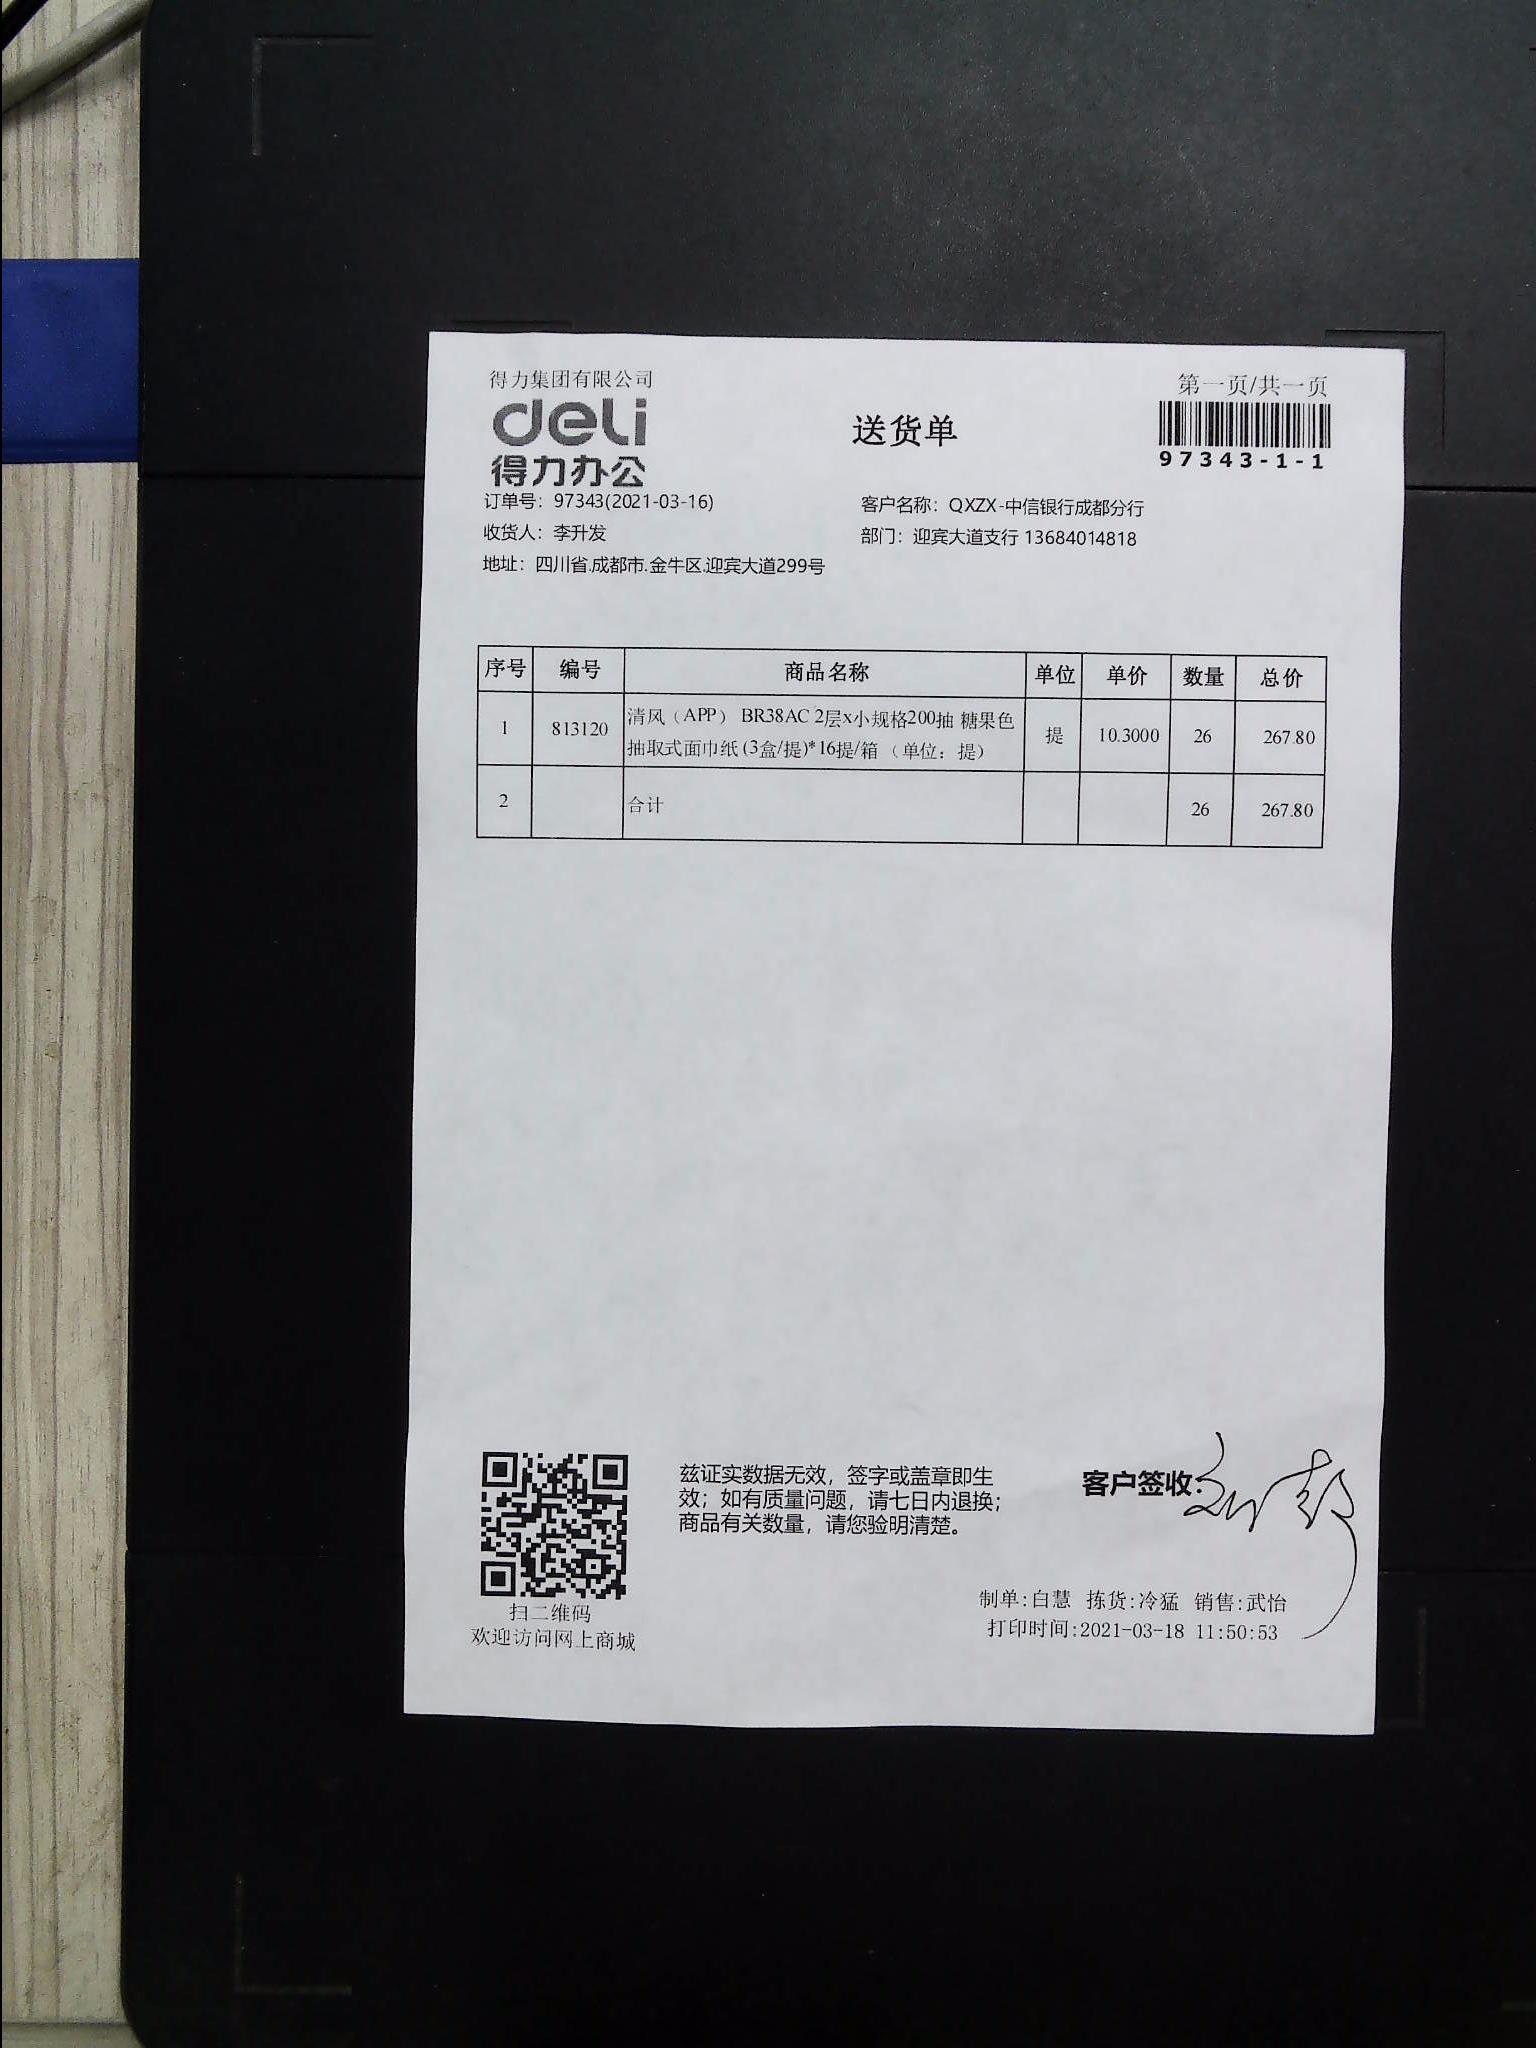 得力集团有限公司
第一页/共一页
deli
得力办公
送货单
97343-1-1
订单号：97343(2021-03-16)
客户名称：QXZX-中信银行成都分行
收货人：李升发
部门：迎宾大道支行 13684014818
地址：四川省.成都市.金牛区.迎宾大道299号
序号 编号 商品名称 单位 单价 数量 总价
1 813120 清风（APP） BR38AC 2层x小规格200抽 糖果色 提 10.3000 26 267.80
抽取式面巾纸 (3盒/提)*16提/箱 （单位：提）
2 合计 26 267.80
兹证实数据无效，签字或盖章即生
效；如有质量问题，请七日内退换；
商品有关数量，请您验明清楚。
客户签收：
扫二维码
欢迎访问网上商城
制单:白慧 拣货:冷猛 销售:武怡
打印时间:2021-03-18 11:50:53